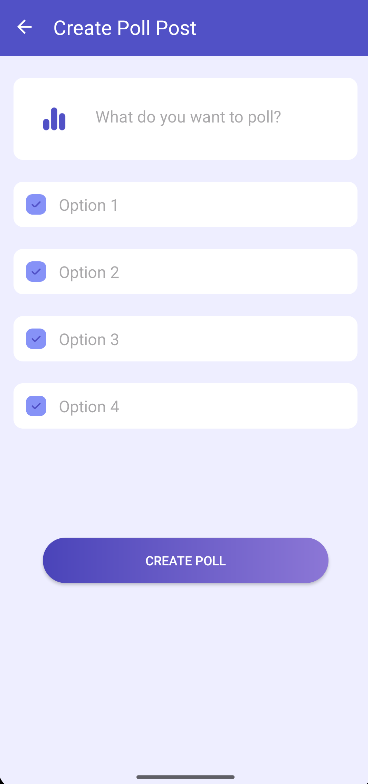 Create Poll Post
What do you want to poll?
Option 1
Option 2
Option 3
Option 4
CREATE POLL